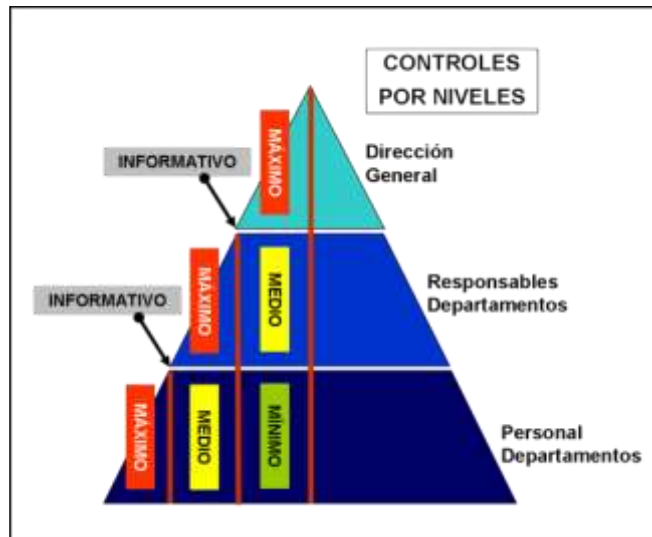 CONTROLES
POR NIVELES
MÁXIMO
Dirección
General
INFORMATIVO
MÁXIMO
MEDIO
Responsables
Departamentos
INFORMATIVO
MÁXIMO
MEDIO
MÍNIMO
Personal
Departamentos